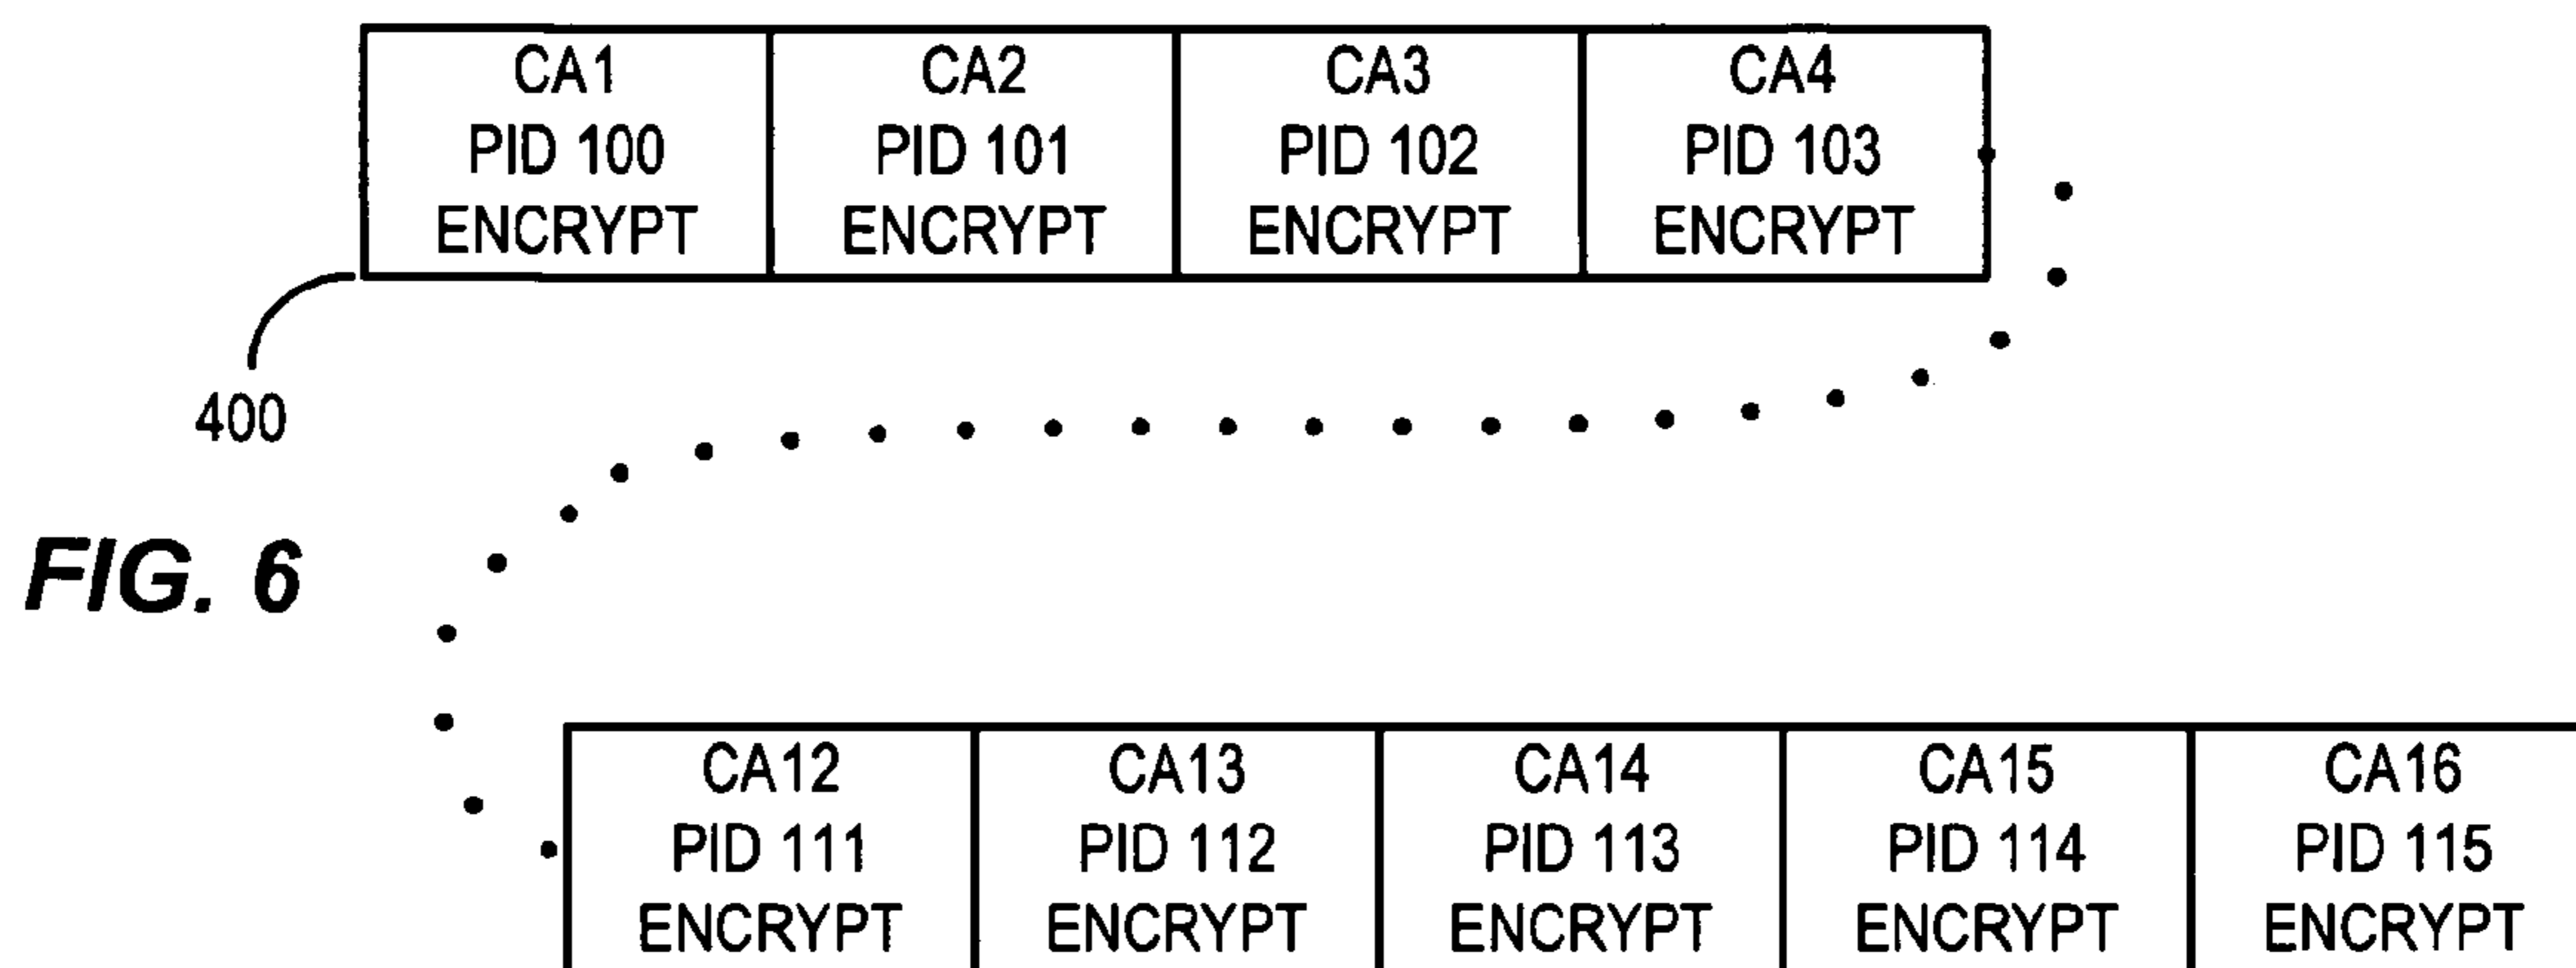 CA1
PID 100
ENCRYPT
CA2
PID 101
ENCRYPT
CA3
PID 102
ENCRYPT
CA4
PID 103
ENCRYPT
400
FIG. 6
CA12
PID 111
ENCRYPT
CA13
PID 112
ENCRYPT
CA14
PID 113
ENCRYPT
CA15
PID 114
ENCRYPT
CA16
PID 115
ENCRYPT